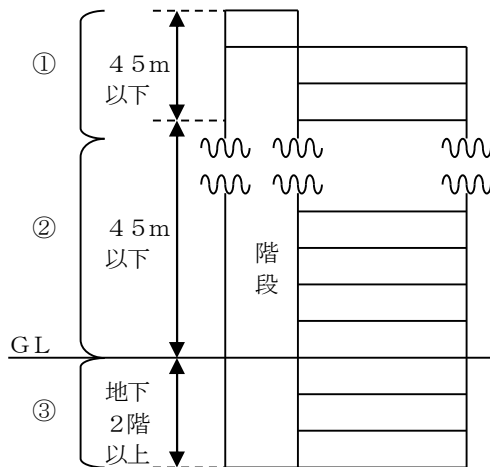 ①
４５ｍ
以下
②
４５ｍ
以下
階
段
ＧＬ
③
地下
２階
以上